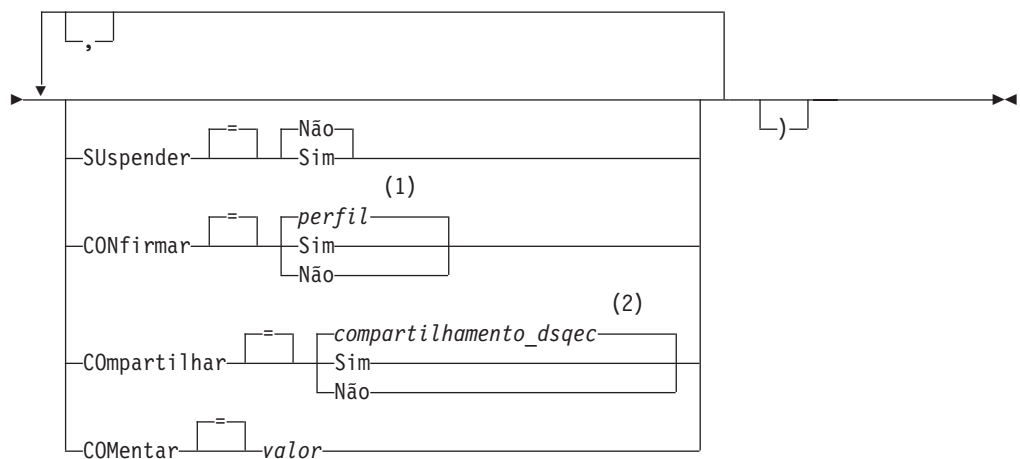 ,
)
SUspender = Não
Sim
(1)
CONfirmar = perfil
Sim
Não
(2)
COmpartilhar = compartilhamento_dsqec
Sim
Não
COMentar = valor